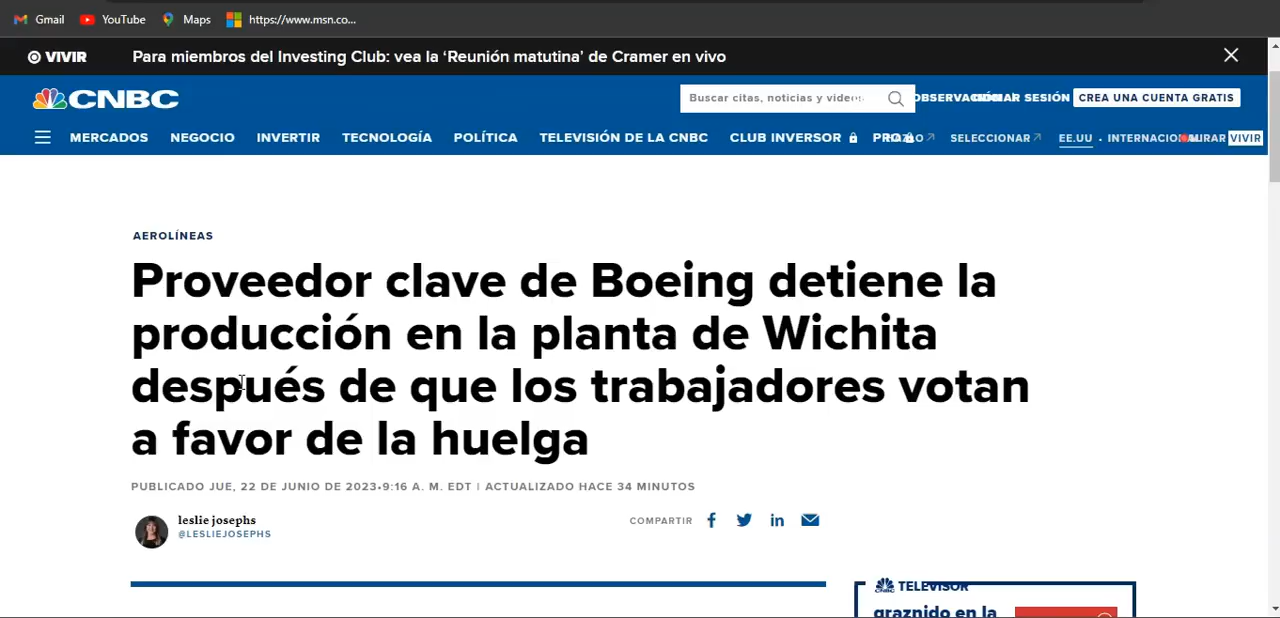 Gmail YouTube Maps https://www.msn.co...
VIVIR Para miembros del Investing Club: vea la ‘Reunión matutina’ de Cramer en vivo
CNBC Buscar citas, noticias y video CREA UNA CUENTA GRATIS
MERCADOS NEGOCIO INVERTIR TECNOLOGÍA POLÍTICA TELEVISIÓN DE LA CNBC CLUB INVERSOR SELECCIONAR EE.UU VIVIR
AEROLÍNEAS
Proveedor clave de Boeing detiene la
producción en la planta de Wichita
después de que los trabajadores votan
a favor de la huelga
PUBLICADO JUE, 22 DE JUNIO DE 2023•9:16 A. M. EDT | ACTUALIZADO HACE 34 MINUTOS
leslie josephs
@LESLIEJOSEPHS
COMPARTIR
TELEVISOR
graznido en la